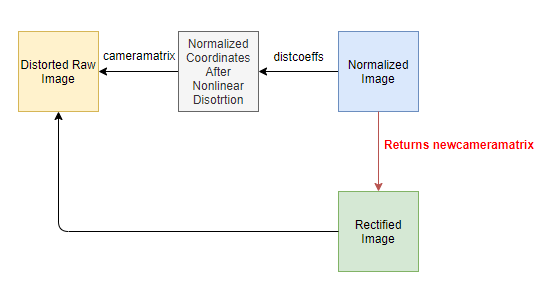 Distorted Raw
Image
cameramatrix
Normalized
Coordinates
After
Nonlinear
Disotrtion
distcoeffs
Normalized
Image
Returns newcameramatrix
Rectified
Image